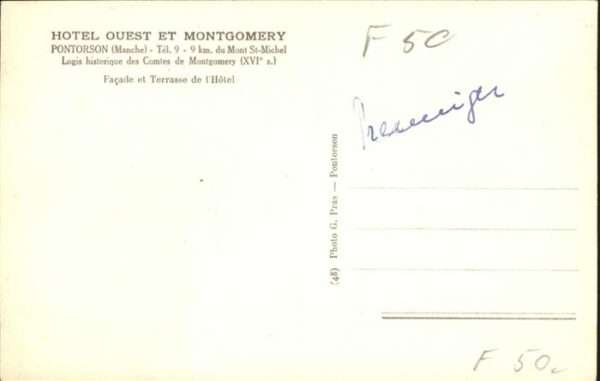 HOTEL OUEST ET MONTGOMERY
PONTORSON (Manche) - Tél. 9 - 9 km. du Mont St-Michel
Logis historique des Comtes de Montgomery (XVIᵉ s.)
Façade et Terrasse de l'Hôtel
F 50
(48) Photo G. Pras — Pontorson
F 50c